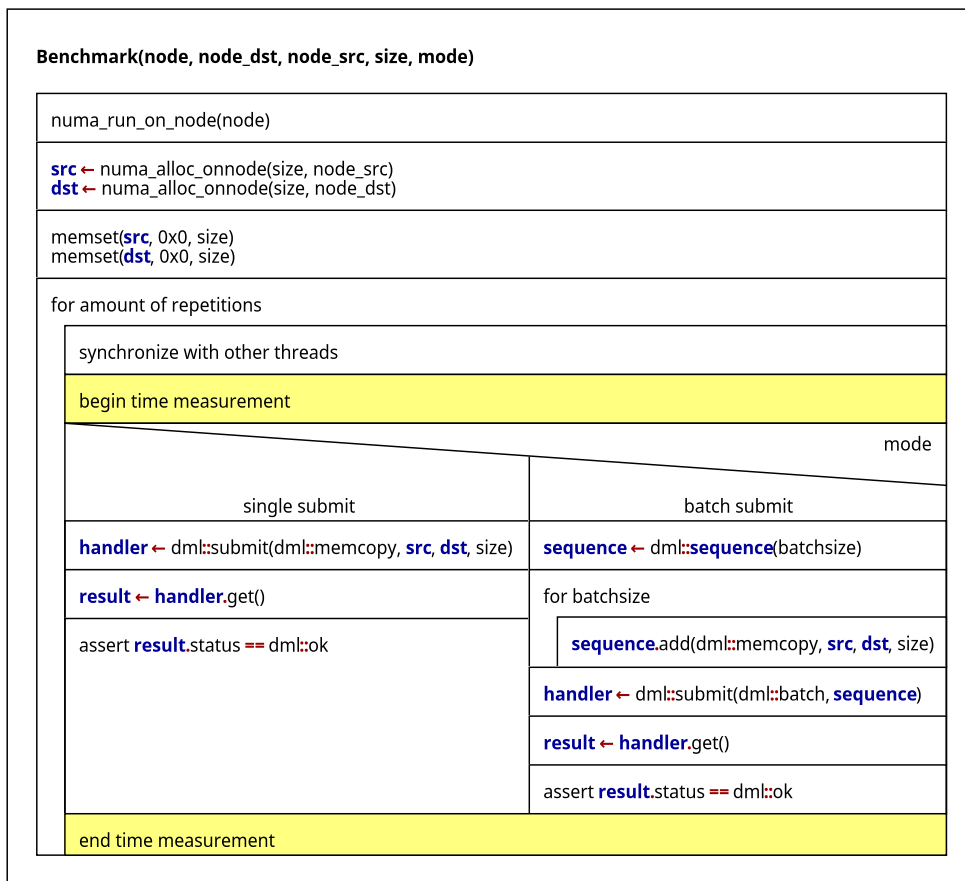 Benchmark(node, node_dst, node_src, size, mode)
numa_run_on_node(node)
src ← numa_alloc_onnode(size, node_src)
dst ← numa_alloc_onnode(size, node_dst)
memset(src, 0x0, size)
memset(dst, 0x0, size)
for amount of repetitions
synchronize with other threads
begin time measurement
mode
single submit
handler ← dml::submit(dml::memcopy, src, dst, size)
result ← handler.get()
assert result.status == dml::ok
batch submit
sequence ← dml::sequence(batchsize)
for batchsize
sequence.add(dml::memcopy, src, dst, size)
handler ← dml::submit(dml::batch, sequence)
result ← handler.get()
assert result.status == dml::ok
end time measurement